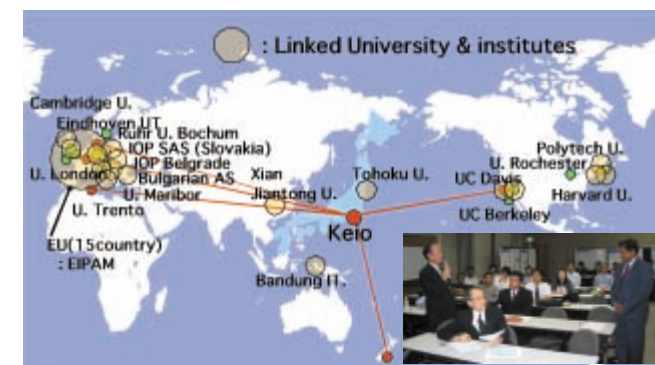 : Linked University & institutes
Cambridge U.
Eindhoven UT
Ruhr U. Bochum
IOP SAS (Slovakia)
IOP Belgrade
U. London
Bulgarian AS
U. Maribor
U. Trento
EU(15country)
: EIPAM
Xian
Jiantong U.
Tohoku U.
Keio
Bandung IT.
Polytech U.
U. Rochester
UC Davis
Harvard U.
UC Berkeley